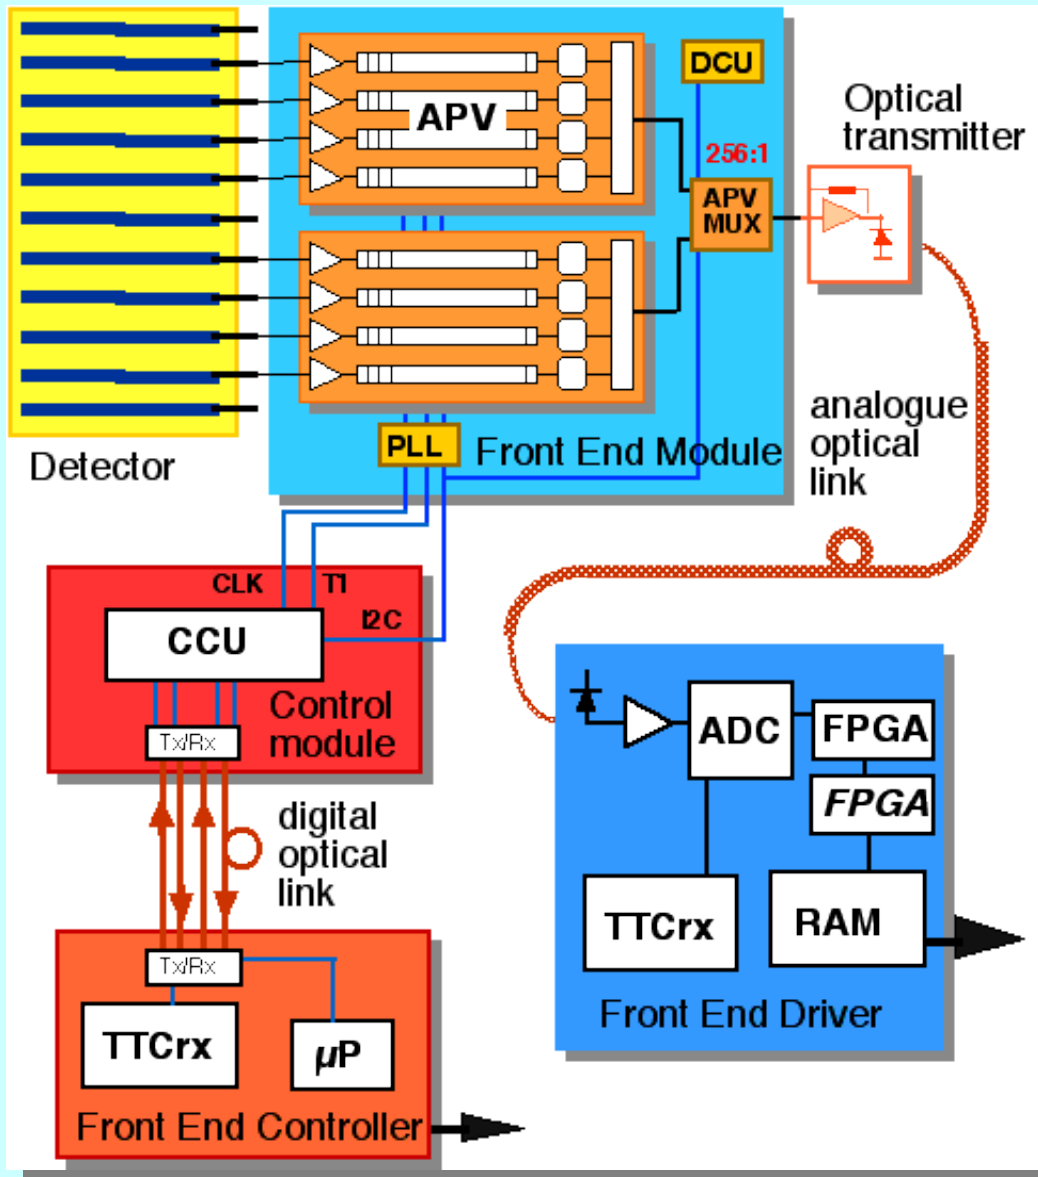 DCU
APV
Optical
transmitter
256:1
APV
MUX
PLL
Front End Module
Detector
analogue
optical
link
CLK
T1
I2C
CCU
Control
module
Tx/Rx
digital
optical
link
ADC
FPGA
FPGA
TTCrx
RAM
Front End Driver
Tx/Rx
TTCrx
µP
Front End Controller